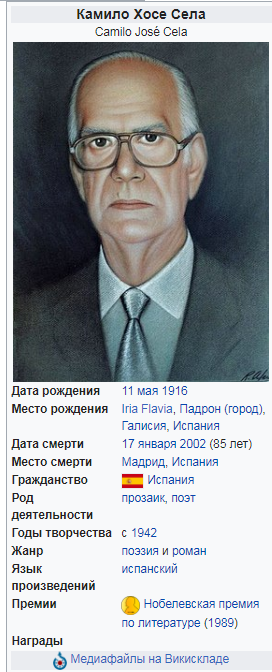 Камило Хосе Села
Camilo José Cela
Дата рождения 11 мая 1916
Место рождения Iria Flavia, Падрон (город),
Галисия, Испания
Дата смерти 17 января 2002 (85 лет)
Место смерти Мадрид, Испания
Гражданство Испания
Род прозаик, поэт
деятельности
Годы творчества с 1942
Жанр поэзия и роман
Язык испанский
произведений
Премии Нобелевская премия
по литературе (1989)
Награды
Медиафайлы на Викискладе